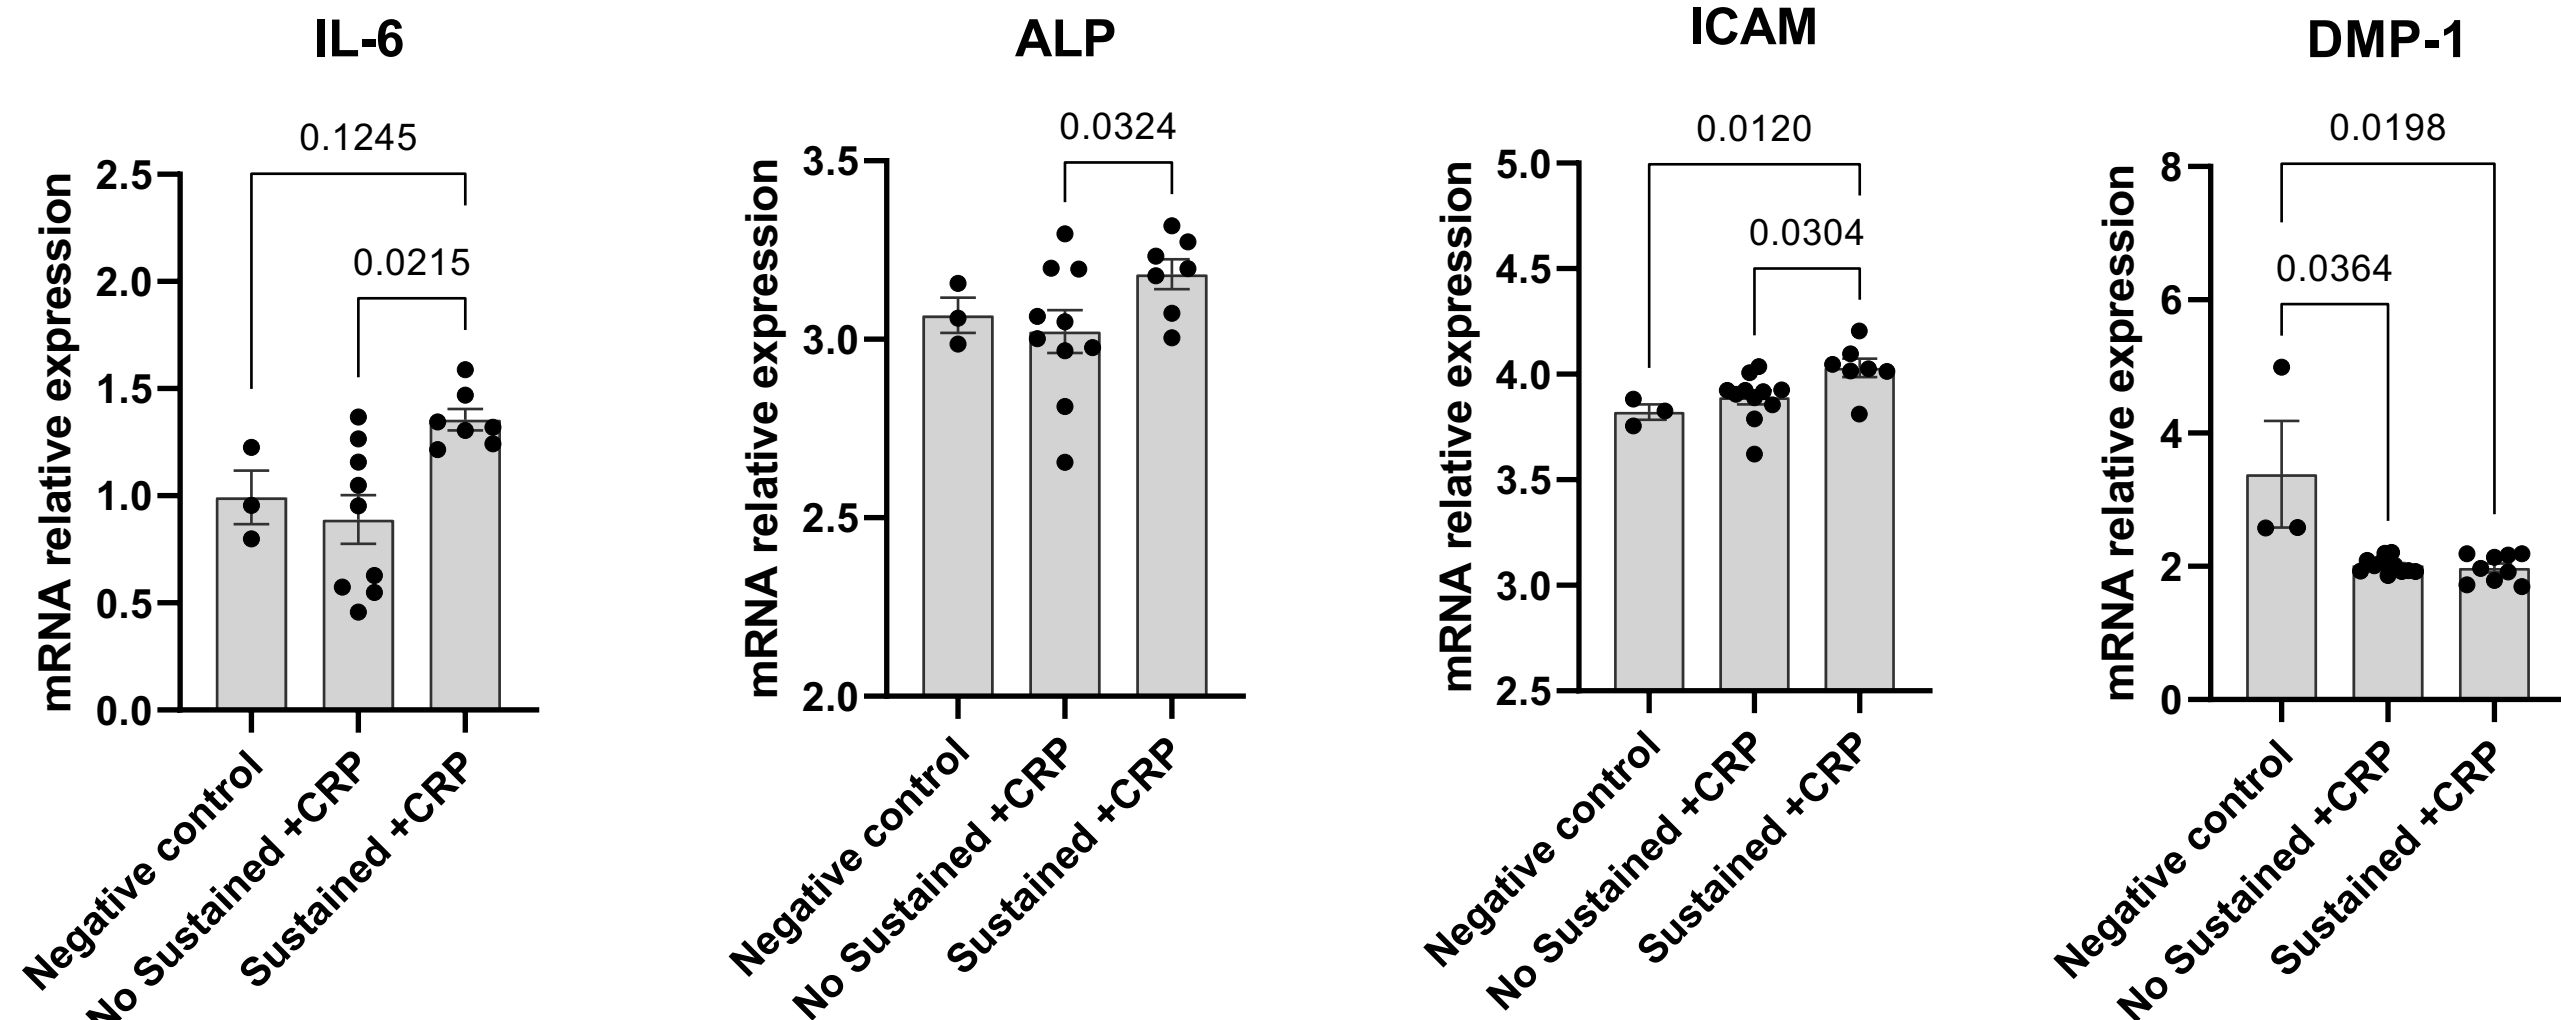 IL-6
0.1245
0.0215
mRNA relative expression
2.5
2.0
1.5
1.0
0.5
0.0
Negative control
No Sustained +CRP
Sustained +CRP
ALP
0.0324
mRNA relative expression
3.5
3.0
2.5
2.0
Negative control
No Sustained +CRP
Sustained +CRP
ICAM
0.0120
0.0304
mRNA relative expression
5.0
4.5
4.0
3.5
3.0
2.5
Negative control
No Sustained +CRP
Sustained +CRP
DMP-1
0.0198
0.0364
mRNA relative expression
8
6
4
2
0
Negative control
No Sustained +CRP
Sustained +CRP